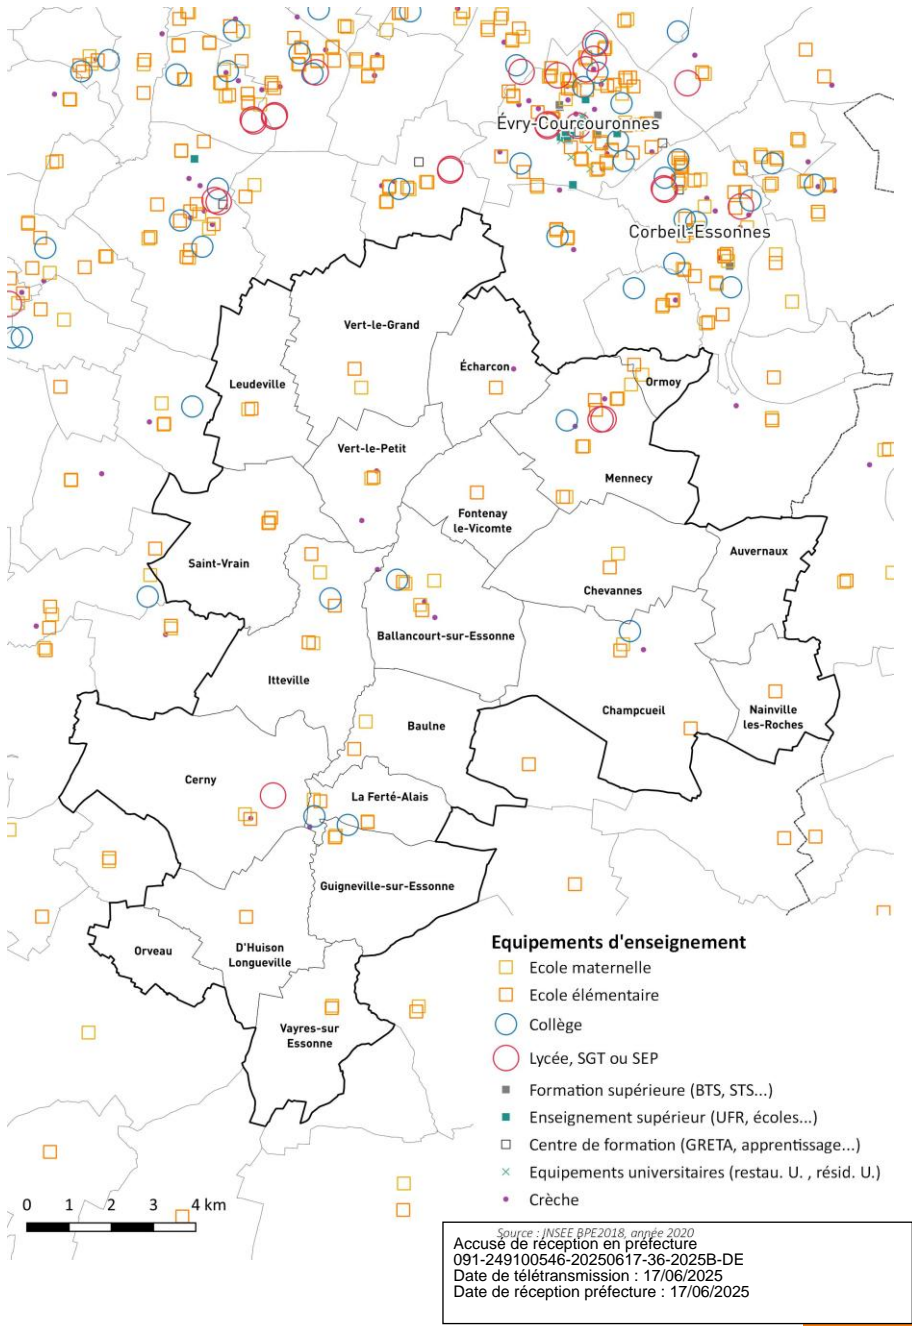 Évry-Courcouronnes
Corbeil-Essonnes
Vert-le-Grand
Écharcon
Leudeville
Ormoy
Vert-le-Petit
Mennecy
Fontenay
le-Vicomte
Saint-Vrain
Auvernaux
Chevannes
Ballancourt-sur-Essonne
Itteville
Champcueil
Nainville
les-Roches
Baulne
Cerny
La Ferté-Alais
Guigneville-sur-Essonne
Orveau
D'Huison
Longueville
Vayres-sur
Essonne
Equipements d'enseignement
Ecole maternelle
Ecole élémentaire
Collège
Lycée, SGT ou SEP
Formation supérieure (BTS, STS...)
Enseignement supérieur (UFR, écoles...)
Centre de formation (GRETA, apprentissage...)
Equipements universitaires (restau. U. , résid. U.)
Crèche
0 1 2 3 4 km
Source : INSEE BPE2018, année 2020
Accusé de réception en préfecture
091-249100546-20250617-36-2025B-DE
Date de télétransmission : 17/06/2025
Date de réception préfecture : 17/06/2025